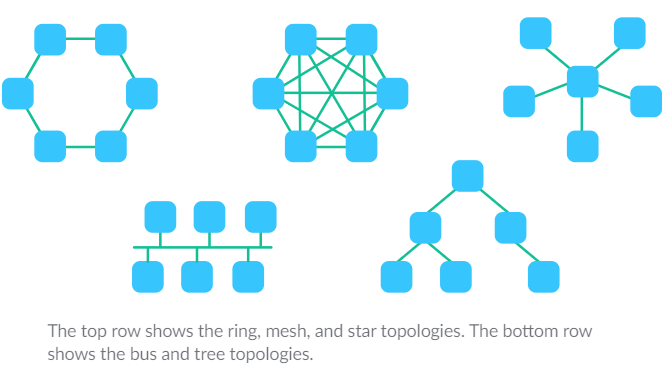 The top row shows the ring, mesh, and star topologies. The bottom row
shows the bus and tree topologies.